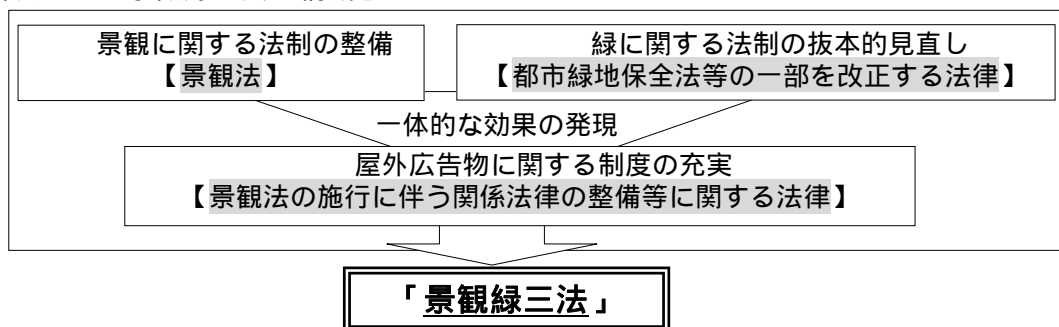 景観に関する法制の整備
【景観法】
緑に関する法制の抜本的見直し
【都市緑地保全法等の一部を改正する法律】
一体的な効果の発現
屋外広告物に関する制度の充実
【景観法の施行に伴う関係法律の整備等に関する法律】
「景観緑三法」